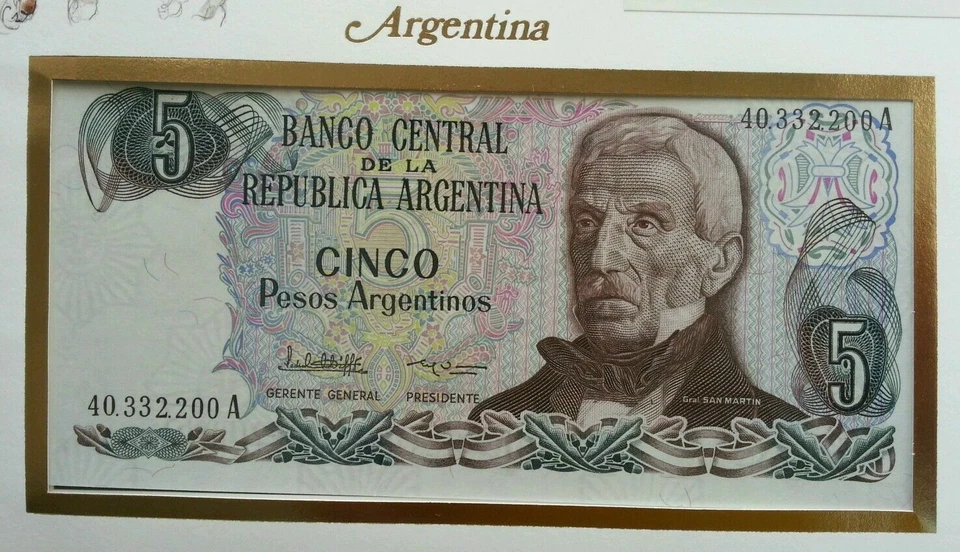 Argentina
5
BANCO CENTRAL
DE LA
REPUBLICA ARGENTINA
40.332.200 A
5
CINCO
Pesos Argentinos
GERENTE GENERAL PRESIDENTE
Gral SAN MARTIN
5
40.332.200 A